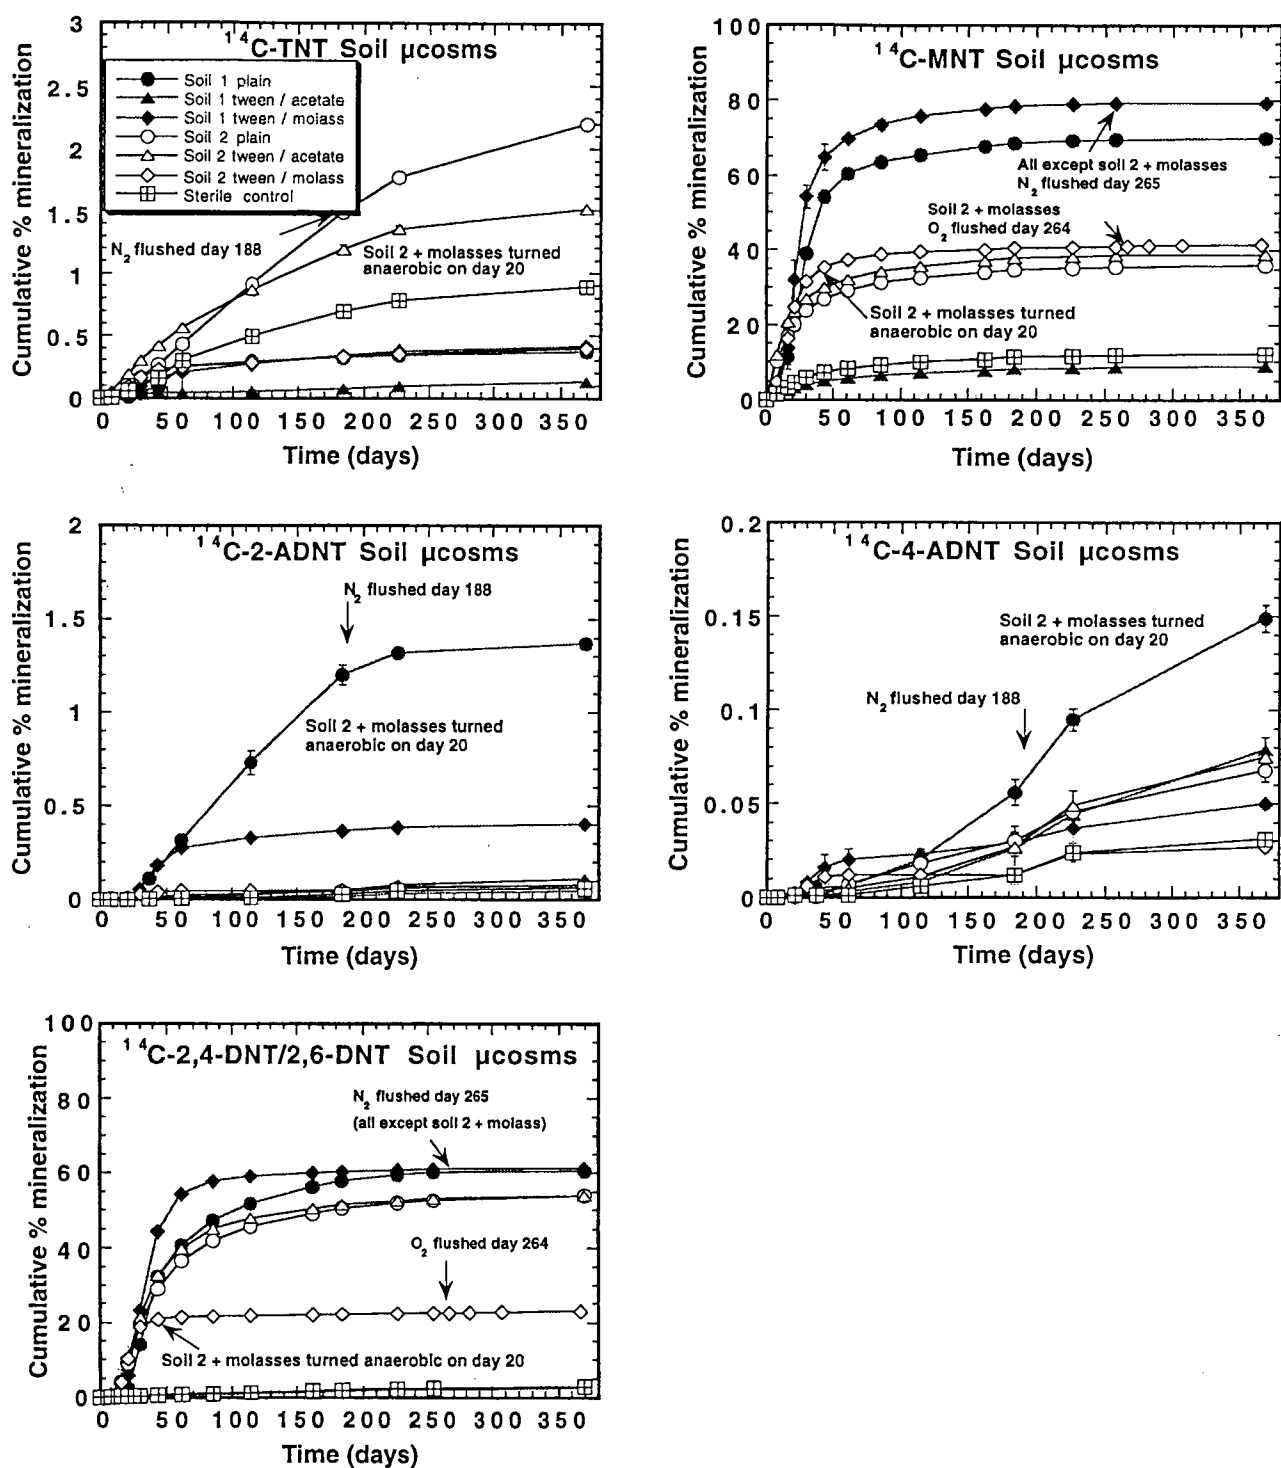 14C-TNT Soil µcosms
Cumulative % mineralization
3
2.5
2
1.5
1
0.5
0
Soil 1 plain
Soil 1 tween / acetate
Soil 1 tween / molass
Soil 2 plain
Soil 2 tween / acetate
Soil 2 tween / molass
Sterile control
N2 flushed day 188
Soil 2 + molasses turned
anaerobic on day 20
0 50 100 150 200 250 300 350
Time (days)
14C-MNT Soil µcosms
Cumulative % mineralization
100
80
60
40
20
0
All except soil 2 + molasses
N2 flushed day 265
Soil 2 + molasses
O2 flushed day 264
Soil 2 + molasses turned
anaerobic on day 20
0 50 100 150 200 250 300 350
Time (days)
14C-2-ADNT Soil µcosms
Cumulative % mineralization
2
1.5
1
0.5
0
N2 flushed day 188
Soil 2 + molasses turned
anaerobic on day 20
0 50 100 150 200 250 300 350
Time (days)
14C-4-ADNT Soil µcosms
Cumulative % mineralization
0.2
0.15
0.1
0.05
0
Soil 2 + molasses turned
anaerobic on day 20
N2 flushed day 188
0 50 100 150 200 250 300 350
Time (days)
14C-2,4-DNT/2,6-DNT Soil µcosms
Cumulative % mineralization
100
80
60
40
20
0
N2 flushed day 265
(all except soil 2 + molass)
O2 flushed day 264
Soil 2 + molasses turned anaerobic on day 20
0 50 100 150 200 250 300 350
Time (days)